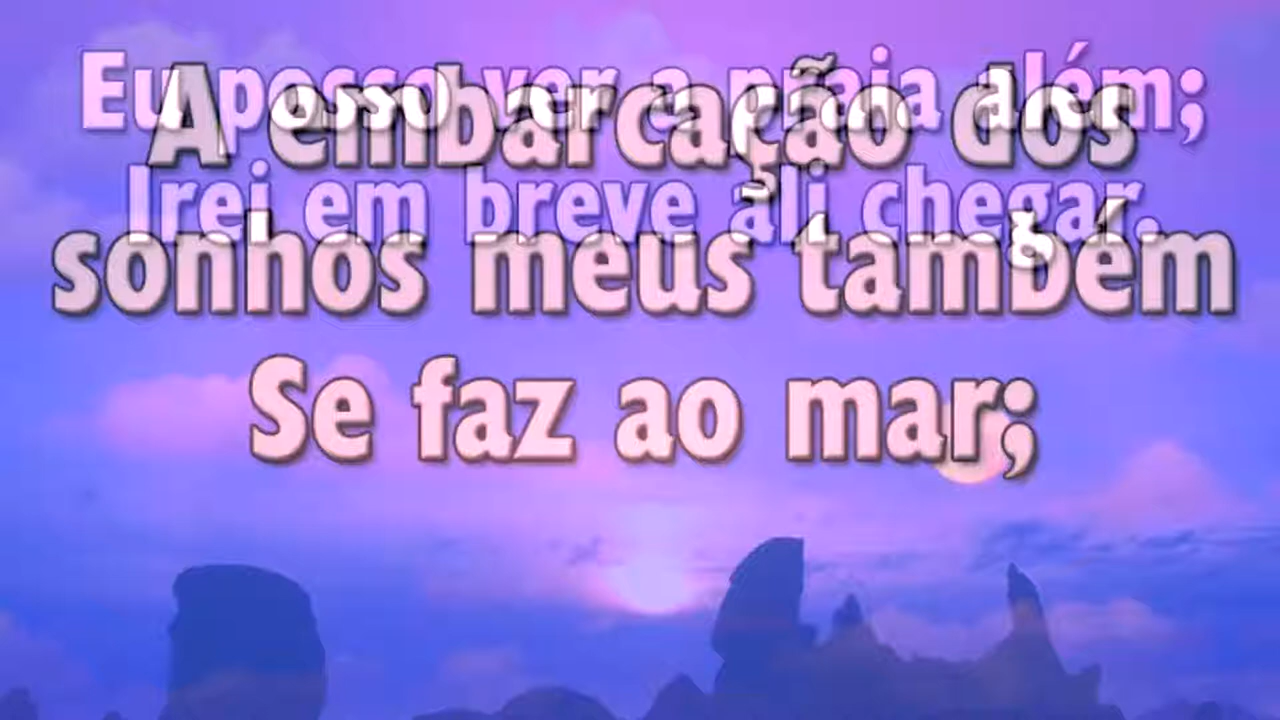 Eu posso ver a praia além;
Irei em breve ali chegar.
A embarcação dos
sonhos meus também
Se faz ao mar;